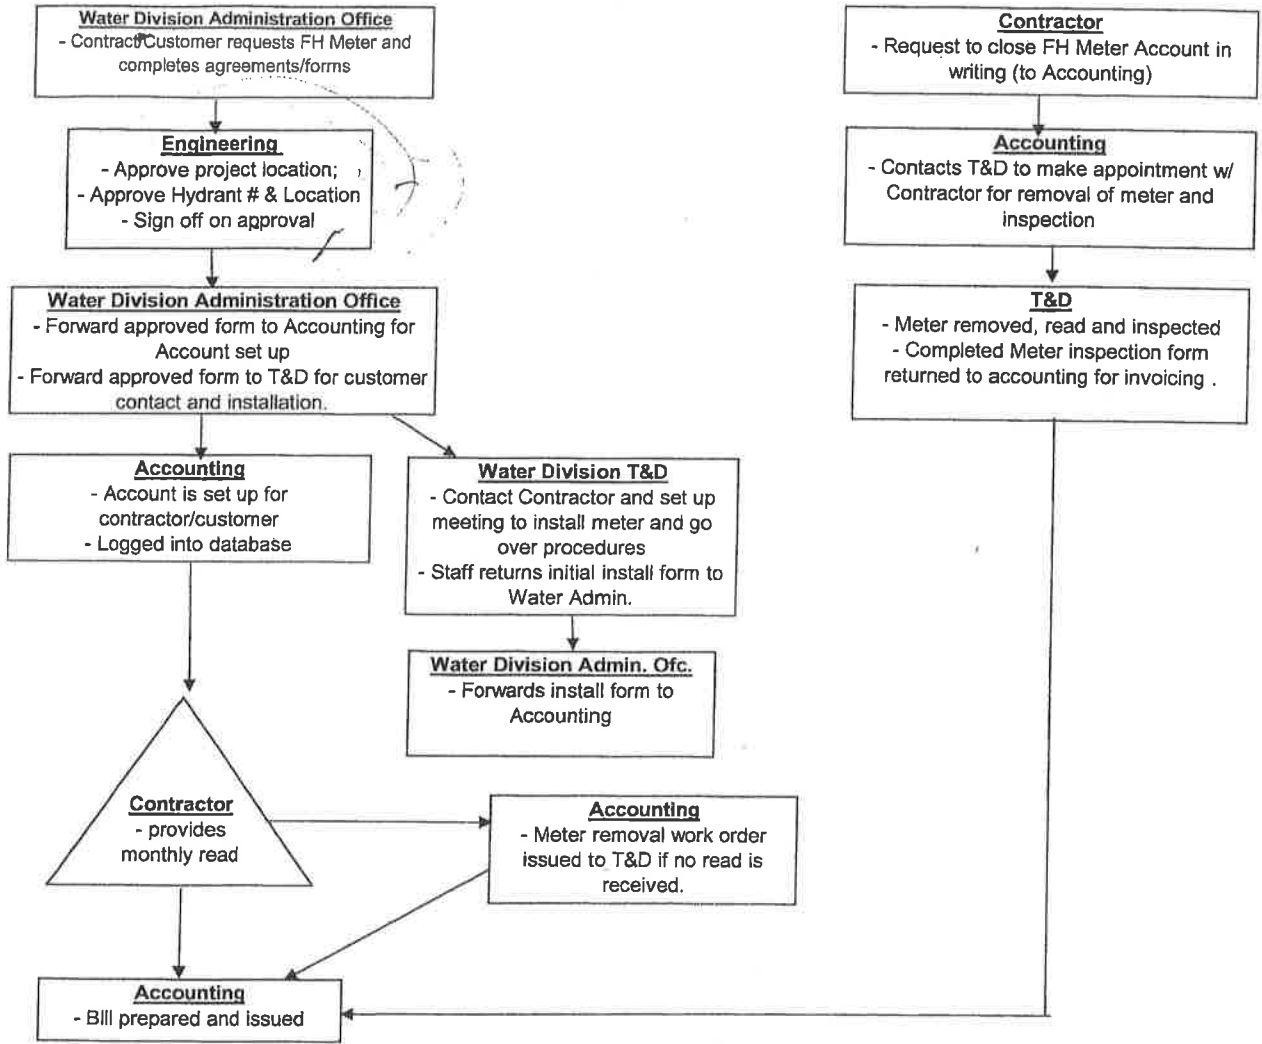 Water Division Administration Office
- Contract/Customer requests FH Meter and
completes agreements/forms
Engineering
- Approve project location;
- Approve Hydrant # & Location
- Sign off on approval
Water Division Administration Office
- Forward approved form to Accounting for
Account set up
- Forward approved form to T&D for customer
contact and installation.
Accounting
- Account is set up for
contractor/customer
- Logged into database
Water Division T&D
- Contact Contractor and set up
meeting to install meter and go
over procedures
- Staff returns initial install form to
Water Admin.
Water Division Admin. Ofc.
- Forwards install form to
Accounting
Contractor
- provides
monthly read
Accounting
- Meter removal work order
issued to T&D if no read is
received.
Accounting
- Bill prepared and issued
Contractor
- Request to close FH Meter Account in
writing (to Accounting)
Accounting
- Contacts T&D to make appointment w/
Contractor for removal of meter and
inspection
T&D
- Meter removed, read and inspected
- Completed Meter inspection form
returned to accounting for invoicing .